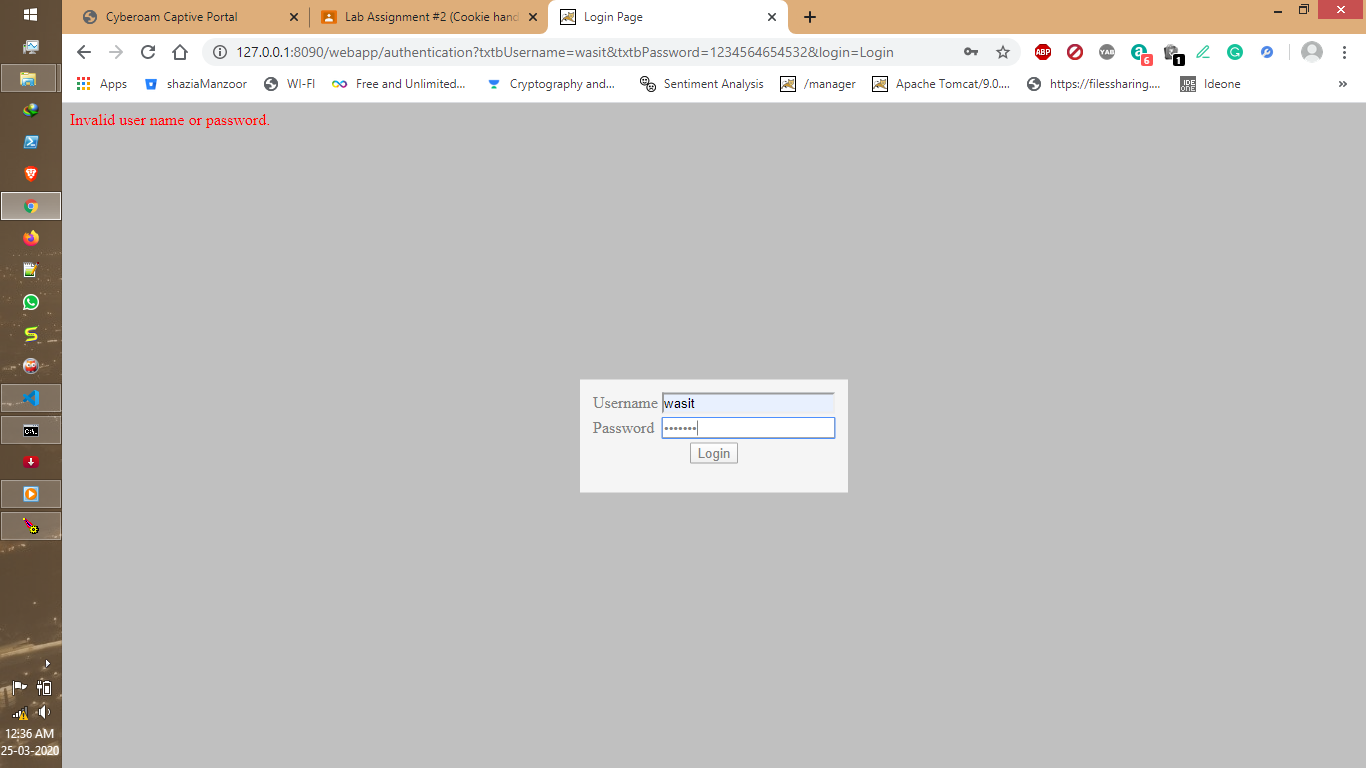 Cyberoam Captive Portal
Lab Assignment #2 (Cookie hand
Login Page
127.0.0.1:8090/webapp/authentication?txtbUsername=wasit&txtbPassword=1234564654532&login=Login
ABP
YAB
6
1
Apps
shaziaManzoor
WI-FI
Free and Unlimited...
Cryptography and...
Sentiment Analysis
/manager
Apache Tomcat/9.0....
https://filessharing....
IDE ONE
Ideone
»
Invalid user name or password.
Username wasit
Password •••••••
Login
12:36 AM
25-03-2020